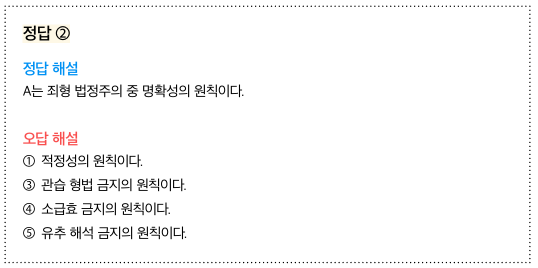 정답 ②
정답 해설
A는 죄형 법정주의 중 명확성의 원칙이다.
오답 해설
① 적정성의 원칙이다.
③ 관습 형법 금지의 원칙이다.
④ 소급효 금지의 원칙이다.
⑤ 유추 해석 금지의 원칙이다.